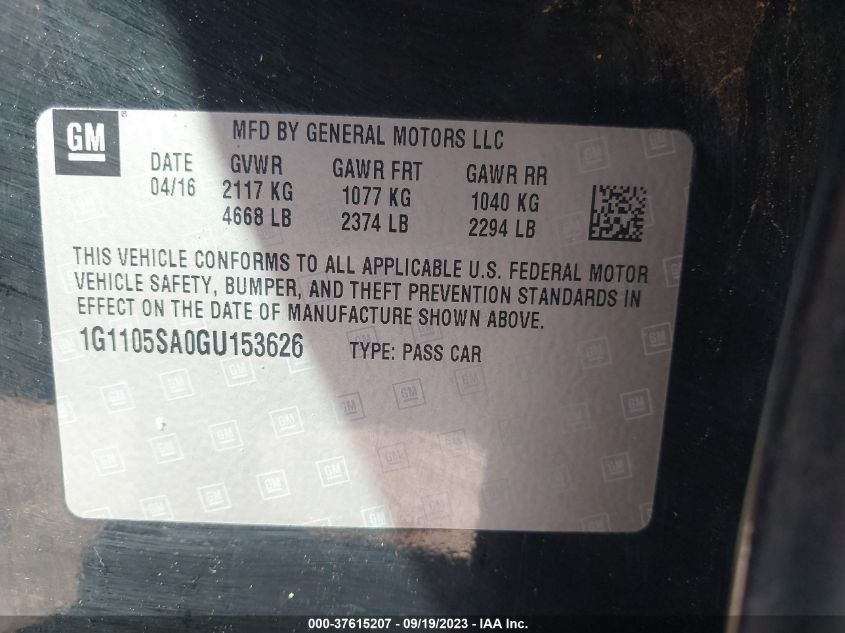 GM ® MFD BY GENERAL MOTORS LLC
DATE GVWR GAWR FRT GAWR RR
04/16 2117 KG 1077 KG 1040 KG
4668 LB 2374 LB 2294 LB
THIS VEHICLE CONFORMS TO ALL APPLICABLE U.S. FEDERAL MOTOR
VEHICLE SAFETY, BUMPER, AND THEFT PREVENTION STANDARDS IN
EFFECT ON THE DATE OF MANUFACTURE SHOWN ABOVE.
1G1105SA0GU153626 TYPE: PASS CAR
000-37615207 - 09/19/2023 - IAA Inc.